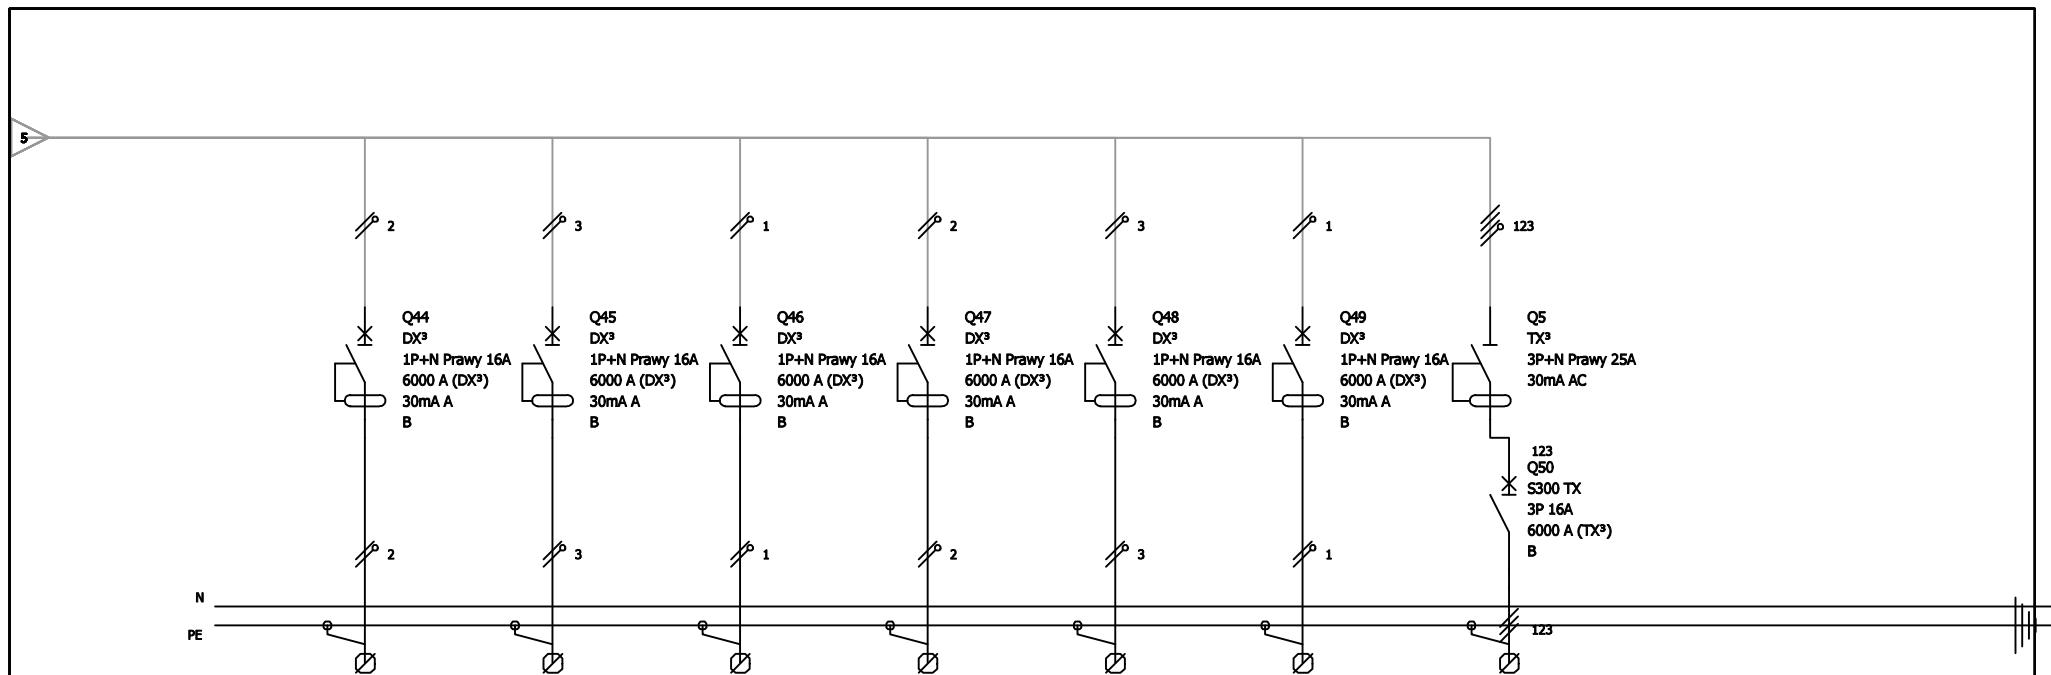 5
2
3
1
2
3
1
123
Q44
DX³
1P+N Prawy 16A
6000 A (DX³)
30mA A
B
Q45
DX³
1P+N Prawy 16A
6000 A (DX³)
30mA A
B
Q46
DX³
1P+N Prawy 16A
6000 A (DX³)
30mA A
B
Q47
DX³
1P+N Prawy 16A
6000 A (DX³)
30mA A
B
Q48
DX³
1P+N Prawy 16A
6000 A (DX³)
30mA A
B
Q49
DX³
1P+N Prawy 16A
6000 A (DX³)
30mA A
B
Q5
TX³
3P+N Prawy 25A
30mA AC
123
Q50
S300 TX
3P 16A
6000 A (TX³)
B
2
3
1
2
3
1
N
PE
123